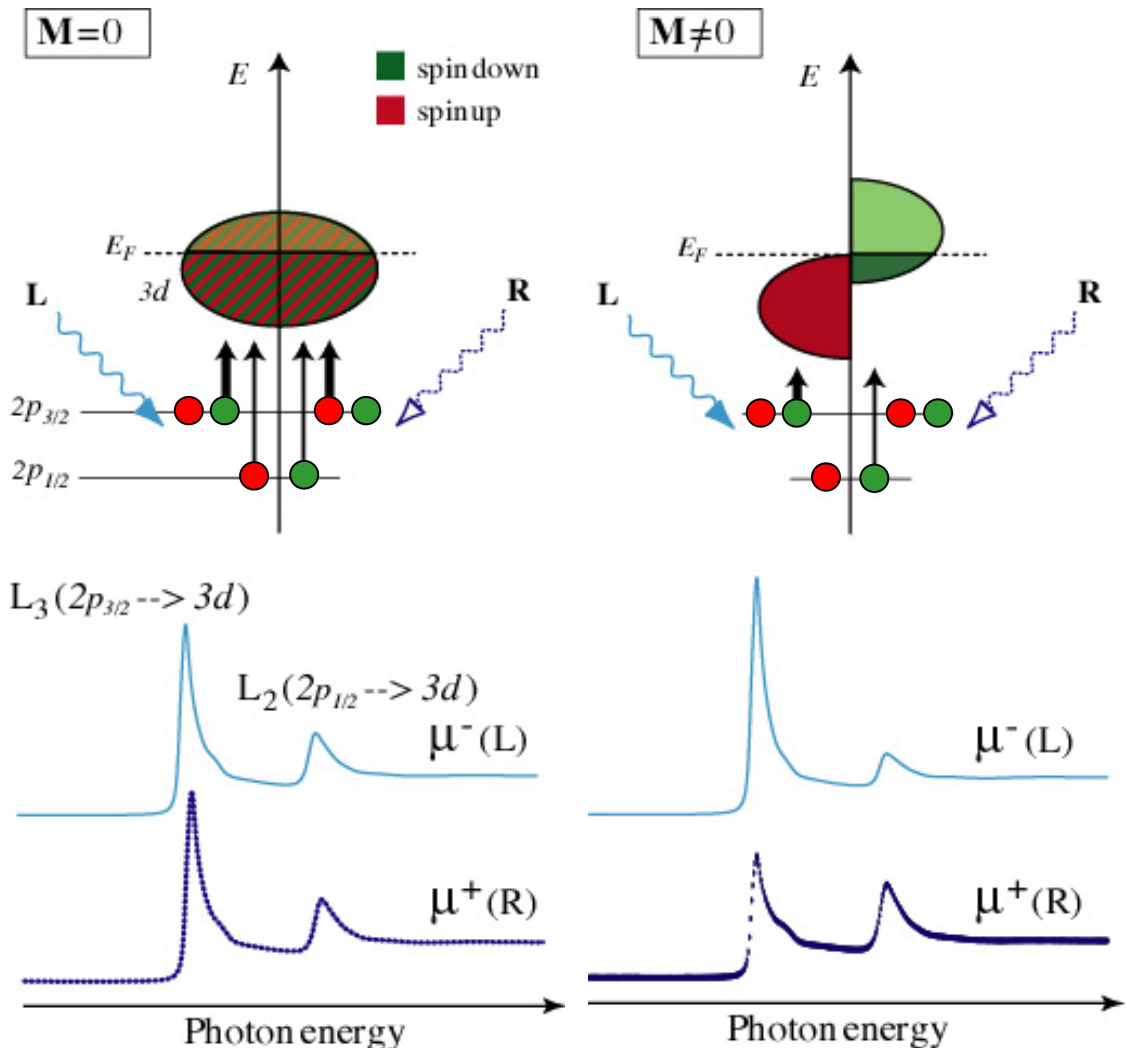 M=0
E
spin down
spin up
E_F
3d
L
R
2p_{3/2}
2p_{1/2}
L_3 (2p_{3/2} --> 3d)
L_2 (2p_{1/2} --> 3d)
μ^- (L)
μ^+ (R)
Photon energy
M≠0
E
E_F
L
R
μ^- (L)
μ^+ (R)
Photon energy